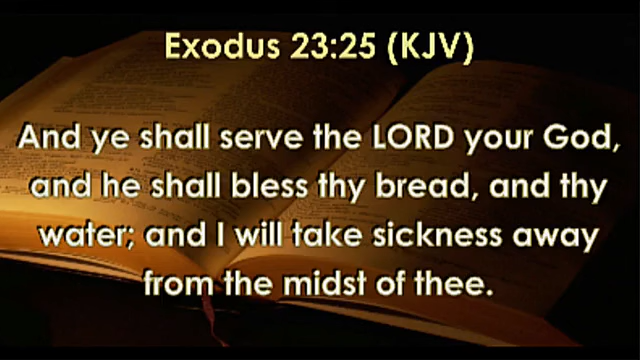 Exodus 23:25 (KJV)
And ye shall serve the LORD your God,
and he shall bless thy bread, and thy
water; and I will take sickness away
from the midst of thee.